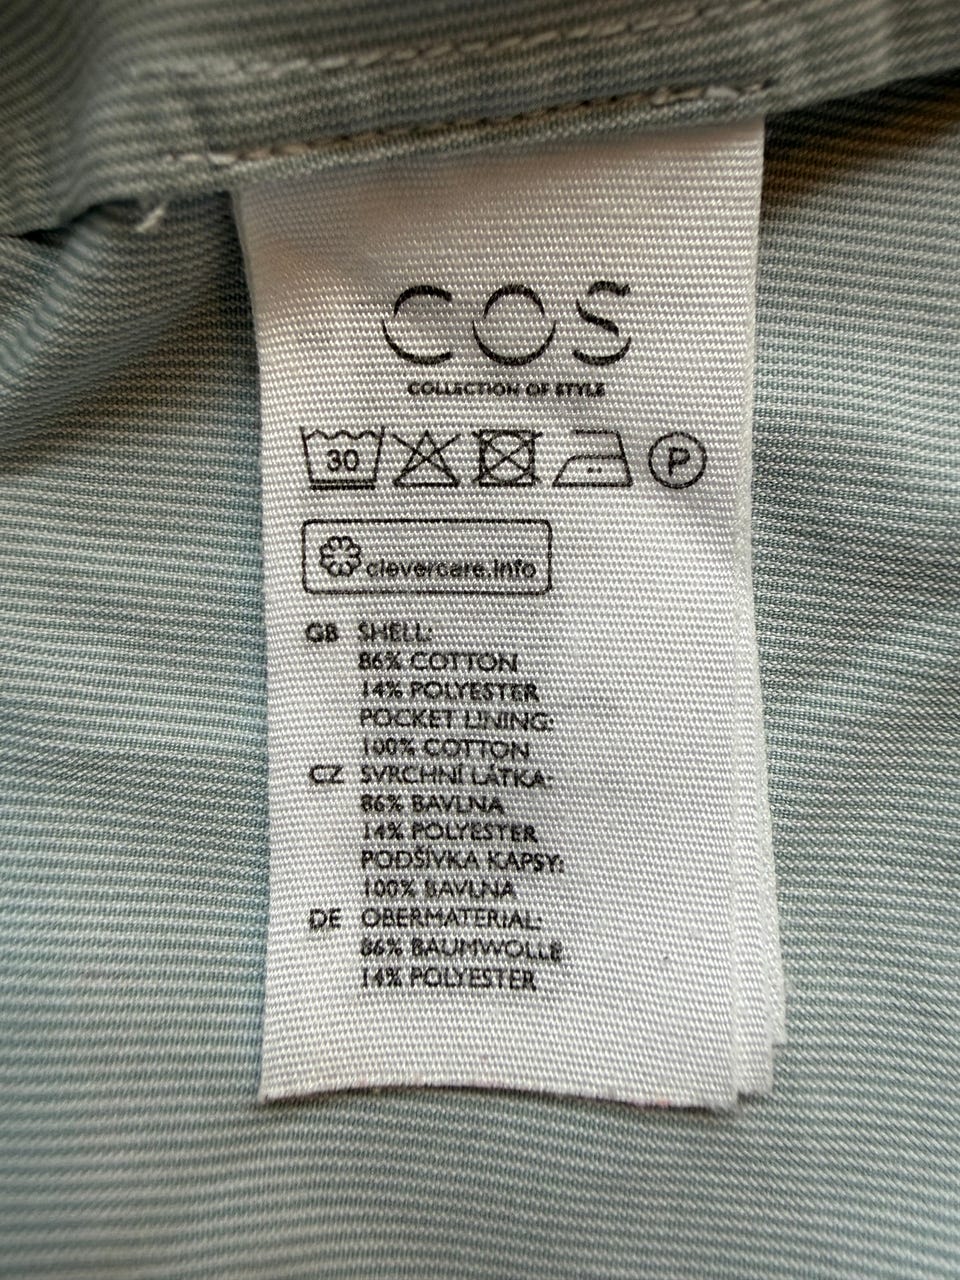 COS
COLLECTION OF STYLE
30 P
clevercare.info
GB SHELL:
86% COTTON
14% POLYESTER
POCKET LINING:
100% COTTON
CZ SVRCHNÍ LÁTKA:
86% BAVLNA
14% POLYESTER
PODŠÍVKA KAPSY:
100% BAVLNA
DE OBERMATERIAL:
86% BAUMWOLLE
14% POLYESTER